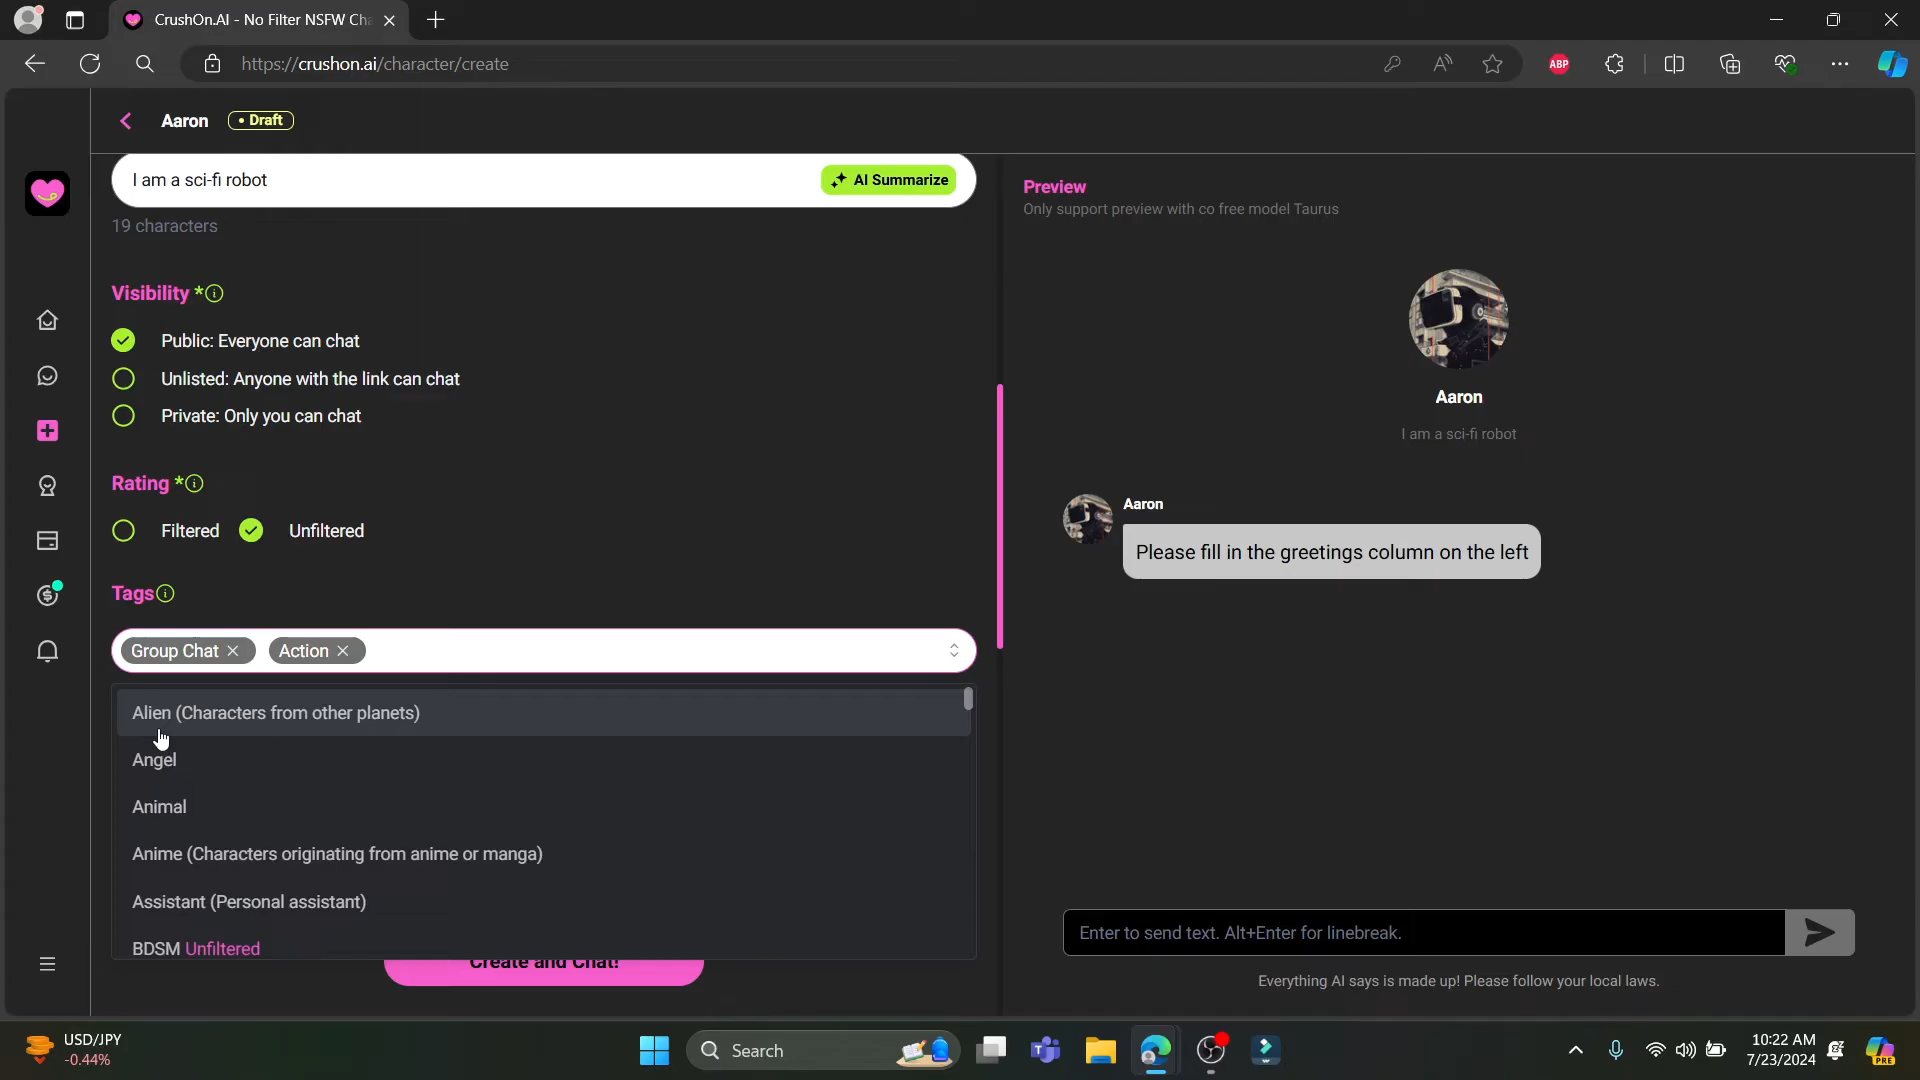 CrushOn.AI - No Filter NSFW Cha
https://crushon.ai/character/create
ABP
Aaron
• Draft
I am a sci-fi robot
AI Summarize
19 characters
Visibility *
Public: Everyone can chat
Unlisted: Anyone with the link can chat
Private: Only you can chat
Rating *
Filtered
Unfiltered
Tags
Group Chat
Action
Alien (Characters from other planets)
Angel
Animal
Anime (Characters originating from anime or manga)
Assistant (Personal assistant)
BDSM Unfiltered
Create and Chat!
Preview
Only support preview with co free model Taurus
Aaron
I am a sci-fi robot
Aaron
Please fill in the greetings column on the left
Enter to send text. Alt+Enter for linebreak.
Everything AI says is made up! Please follow your local laws.
USD/JPY
-0.44%
Search
10:22 AM
7/23/2024
PRE